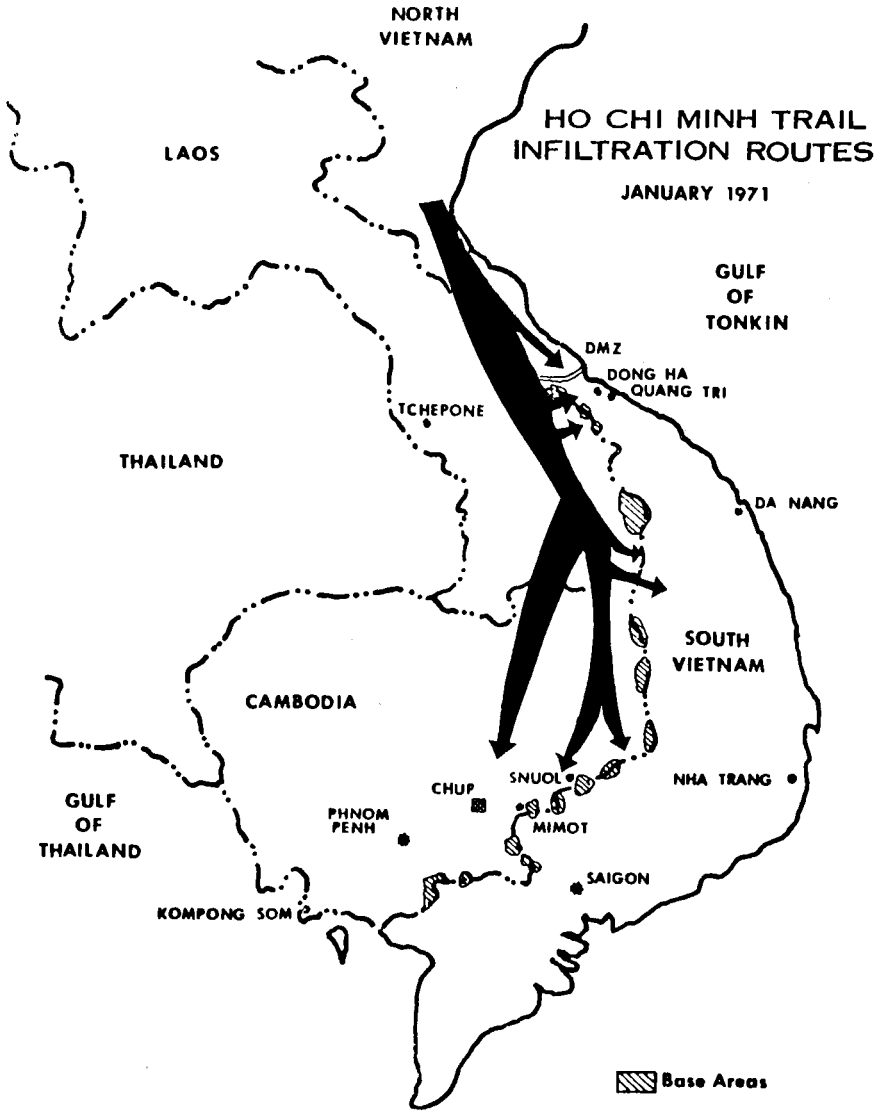 NORTH
VIETNAM
HO CHI MINH TRAIL
INFILTRATION ROUTES
JANUARY 1971
LAOS
GULF
OF
TONKIN
DMZ
DONG HA
QUANG TRI
TCHEPONE
THAILAND
DA NANG
SOUTH
VIETNAM
CAMBODIA
SNUOL
NHA TRANG
CHUP
GULF
OF
THAILAND
PHNOM
PENH
MIMOT
SAIGON
KOMPONG SOM
Base Areas